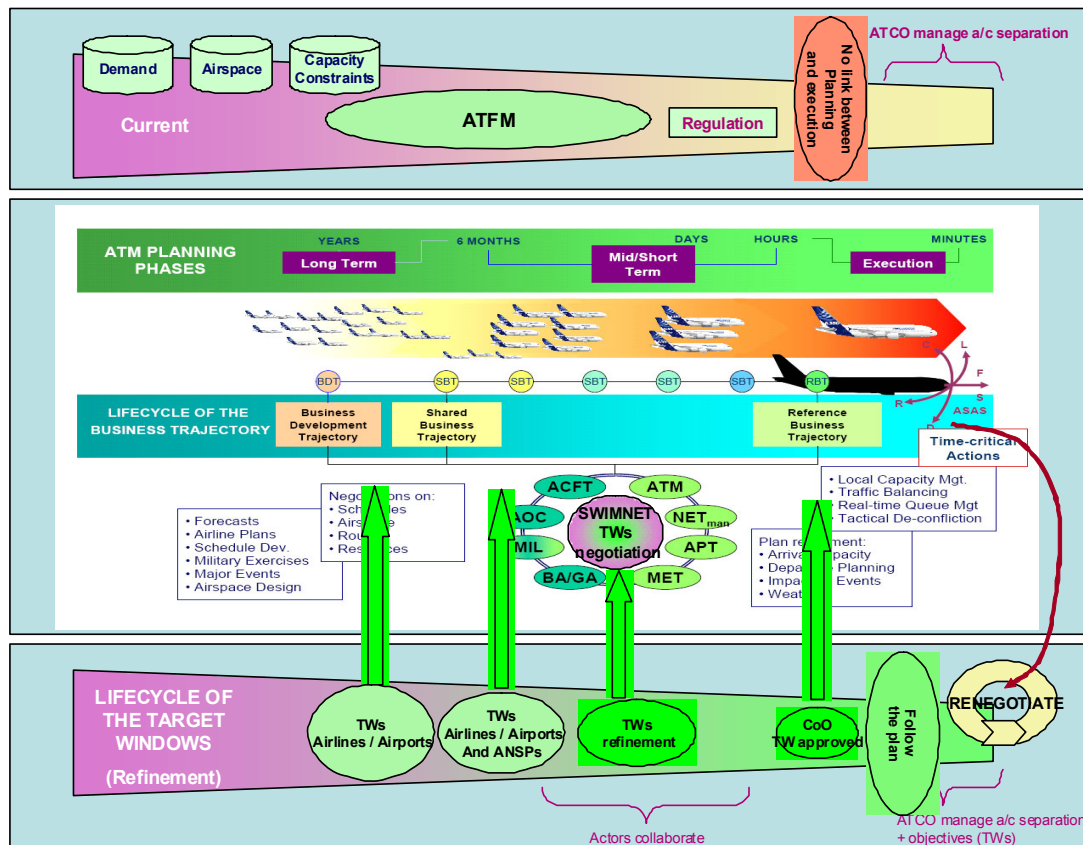 Demand
Airspace
Capacity
Constraints
Current
ATFM
Regulation
No link between
Planning
and execution
ATCO manage a/c separation
ATM PLANNING
PHASES
YEARS
6 MONTHS
DAYS
HOURS
MINUTES
Long Term
Mid/Short
Term
Execution
BDT
SBT
SBT
SBT
SBT
SBT
RBT
C
L
F
S
R
D
ASAS
LIFECYCLE OF THE
BUSINESS TRAJECTORY
Business
Development
Trajectory
Shared
Business
Trajectory
Reference
Business
Trajectory
Time-critical
Actions
• Forecasts
• Airline Plans
• Schedule Dev.
• Military Exercises
• Major Events
• Airspace Design
on:
ACFT
ATM
AOC
NETman
MIL
APT
BA/GA
MET
SWIMNET
TWs
negotiation
• Local Capacity Mgt.
• Traffic Balancing
• Real-time Queue Mgt
• Tactical De-confliction
Plan
Planning
Events
LIFECYCLE OF
THE TARGET
WINDOWS
(Refinement)
TWs
Airlines / Airports
TWs
Airlines / Airports
And ANSPs
TWs
refinement
CoO
TW approved
Follow
the plan
RENEGOTIATE
Actors collaborate
ATCO manage a/c separation
+ objectives (TWs)